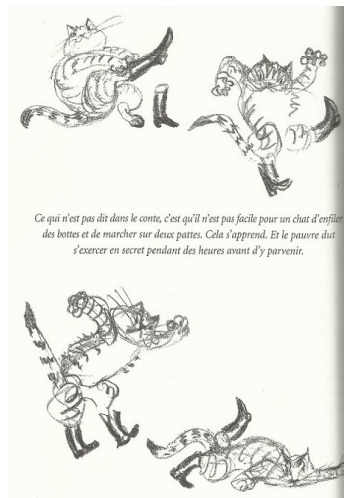 Ce qui n'est pas dit dans le conte, c'est qu'il n'est pas facile pour un chat d'enfiler
des bottes et de marcher sur deux pattes. Cela s'apprend. Et le pauvre dut
s'exercer en secret pendant des heures avant d'y parvenir.